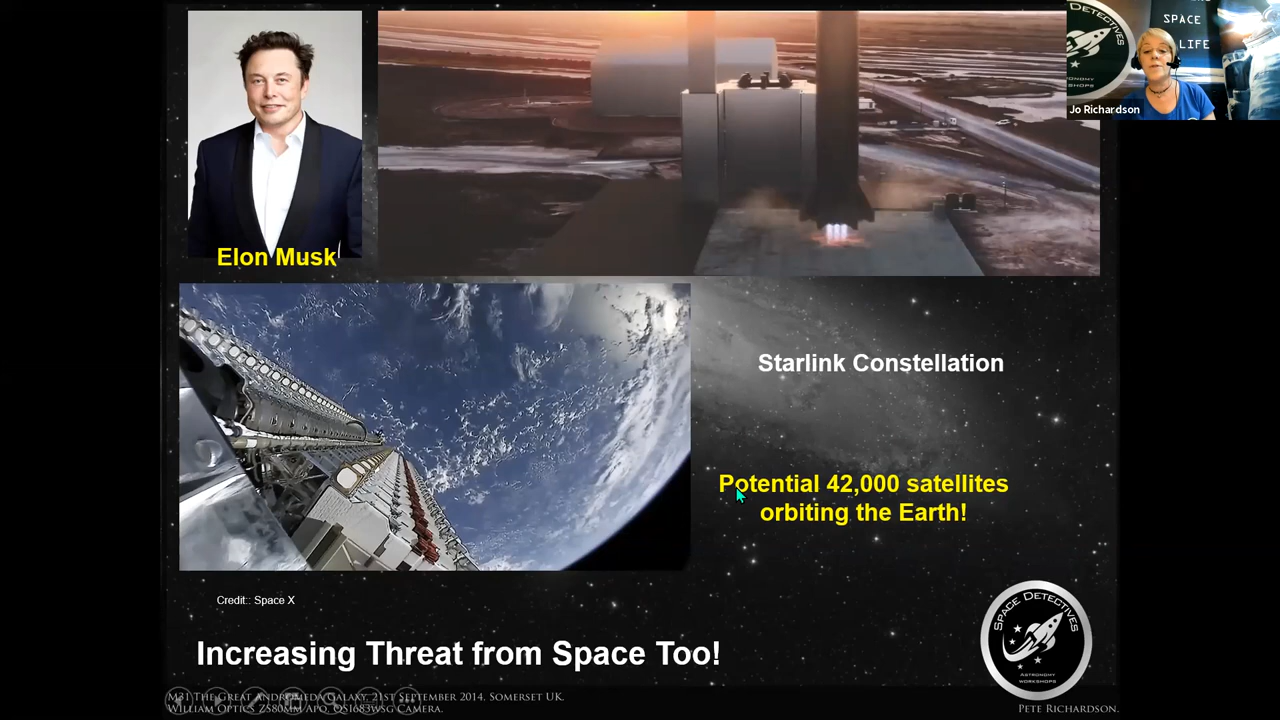 SPACE
LIFE
ASTRONOMY
WORKSHOPS
Jo Richardson
Elon Musk
Starlink Constellation
Potential 42,000 satellites
orbiting the Earth!
Credit:: Space X
Increasing Threat from Space Too!
SPACE DETECTIVES
ASTRONOMY
WORKSHOPS
M31 The Great Andromeda Galaxy. 21st September 2014. Somerset UK.
William Optics ZS80mm Apo. QSI683wsg Camera.
Pete Richardson.